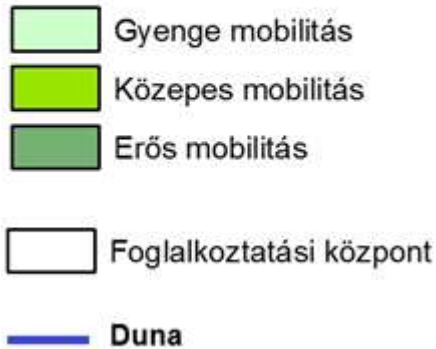 Gyenge mobilitás
Közepes mobilitás
Erős mobilitás
Foglalkoztatási központ
Duna